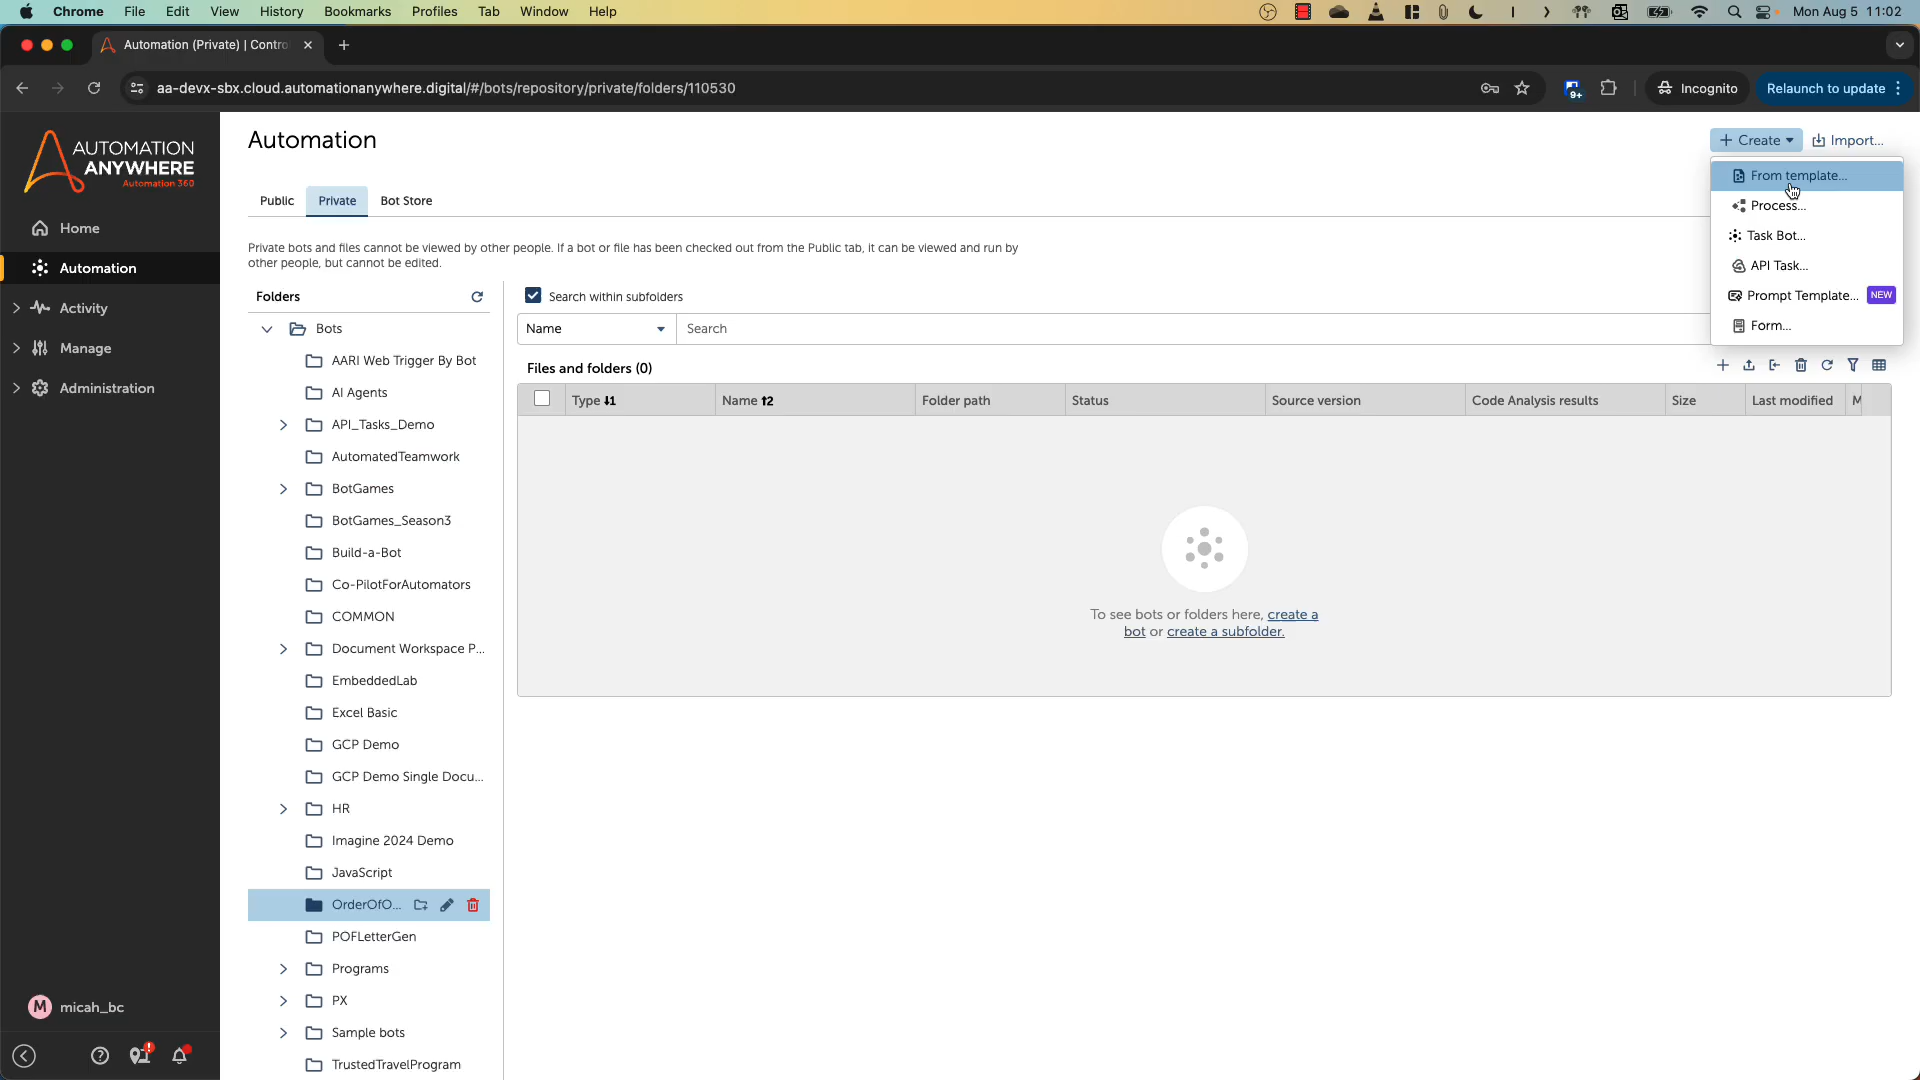 Chrome File Edit View History Bookmarks Profiles Tab Window Help Mon Aug 5 11:02
Automation (Private) | Contro
aa-devx-sbx.cloud.automationanywhere.digital/#/bots/repository/private/folders/110530 9+ Incognito Relaunch to update
AUTOMATION
ANYWHERE
Automation 360
Home
Automation
Activity
Manage
Administration
M micah_bc
Automation
+ Create Import...
From template...
Process...
Task Bot...
API Task...
Prompt Template... NEW
Form...
Public Private Bot Store
Private bots and files cannot be viewed by other people. If a bot or file has been checked out from the Public tab, it can be viewed and run by
other people, but cannot be edited.
Folders
Bots
AARI Web Trigger By Bot
AI Agents
API_Tasks_Demo
AutomatedTeamwork
BotGames
BotGames_Season3
Build-a-Bot
Co-PilotForAutomators
COMMON
Document Workspace P...
EmbeddedLab
Excel Basic
GCP Demo
GCP Demo Single Docu...
HR
Imagine 2024 Demo
JavaScript
OrderOfO...
POFLetterGen
Programs
PX
Sample bots
TrustedTravelProgram
Search within subfolders
Name Search
Files and folders (0)
Type 1 Name 2 Folder path Status Source version Code Analysis results Size Last modified M
To see bots or folders here, create a
bot or create a subfolder.